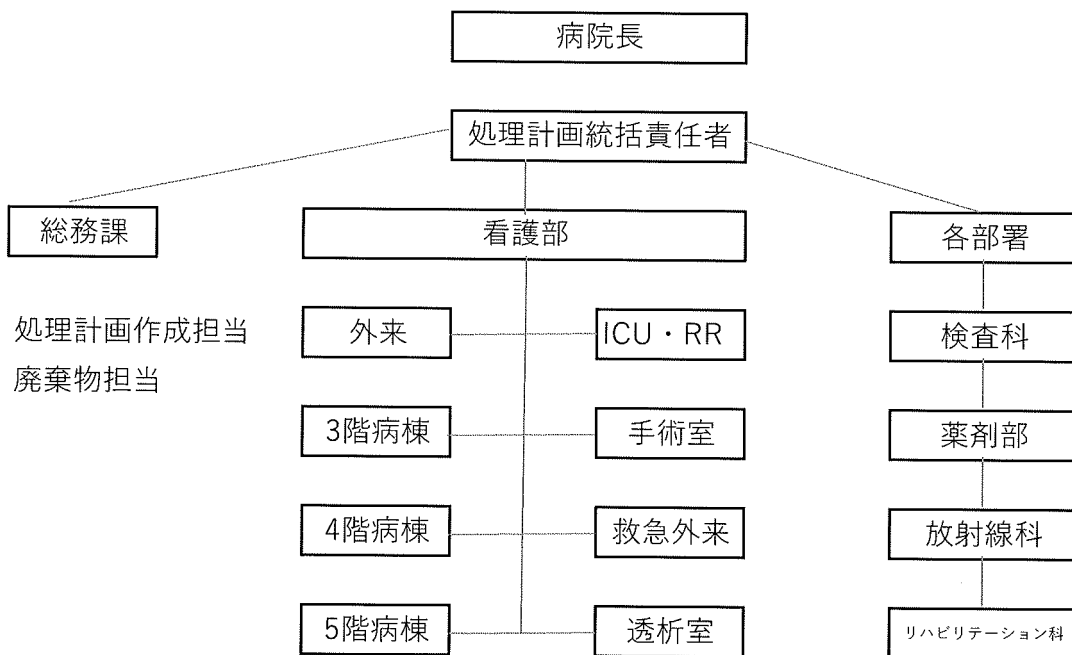 病院長
処理計画統括責任者
総務課
看護部
各部署
処理計画作成担当
廃棄物担当
外来
ICU・RR
検査科
3階病棟
手術室
薬剤部
4階病棟
救急外来
放射線科
5階病棟
透析室
リハビリテーション科